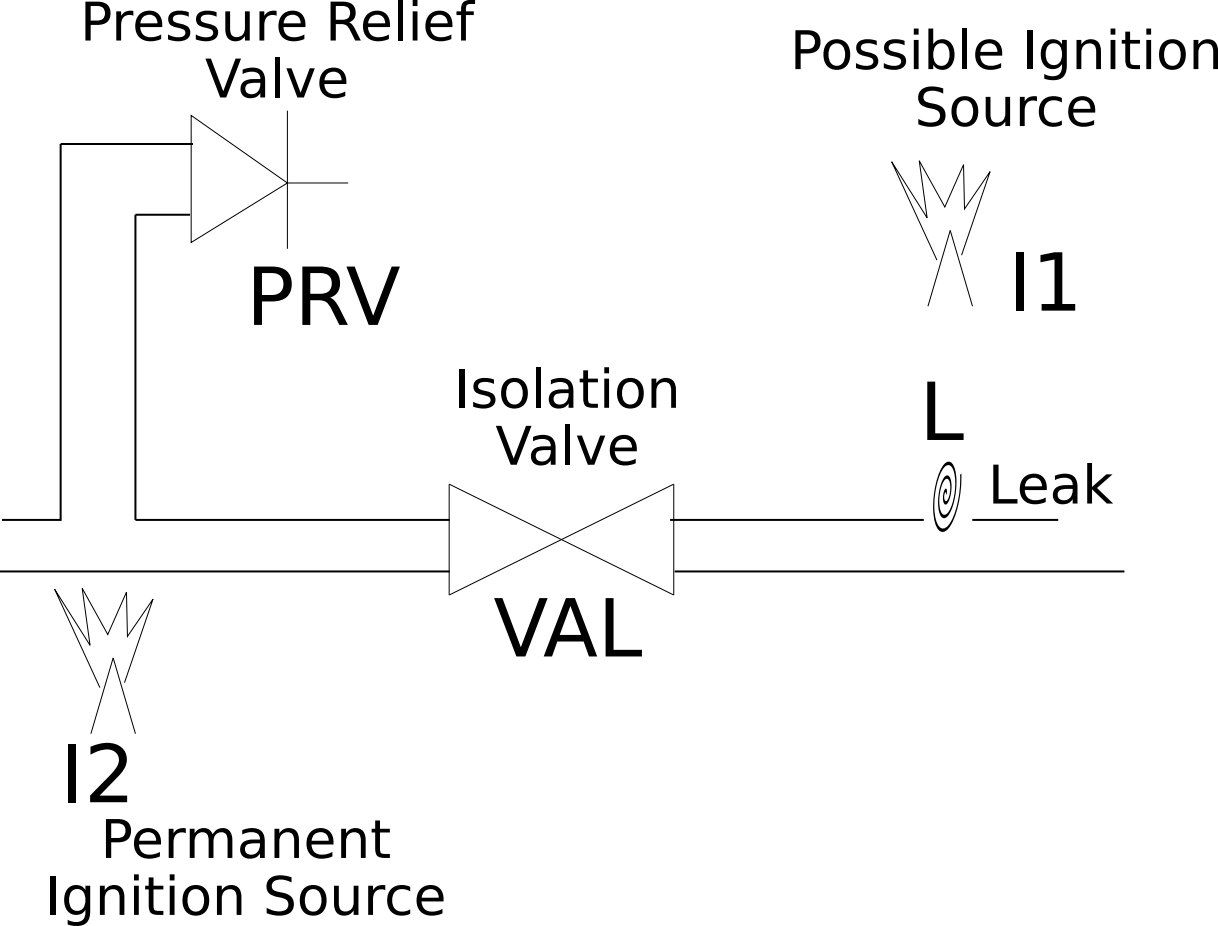 Pressure Relief
Valve
PRV
Possible Ignition
Source
I1
Isolation
Valve
VAL
L
Leak
I2
Permanent
Ignition Source